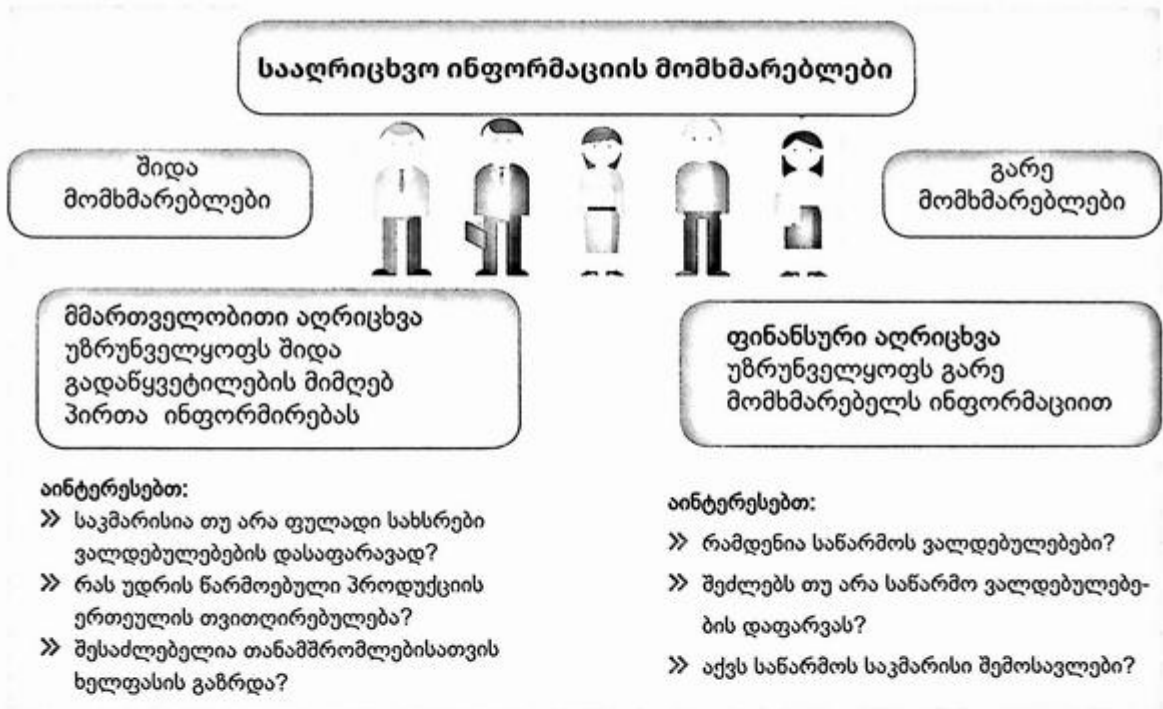 სააღრიცხვო ინფორმაციის მომხმარებლები
შიდა
მომხმარებლები
გარე
მომხმარებლები
მმართველობითი აღრიცხვა
უზრუნველყოფს შიდა
გადაწყვეტილების მიმღებ
პირთა ინფორმირებას
ფინანსური აღრიცხვა
უზრუნველყოფს გარე
მომხმარებელს ინფორმაციით
აინტერესებთ:
» საკმარისია თუ არა ფულადი სახსრები
ვალდებულებების დასაფარავად?
» რას უდრის წარმოებული პროდუქციის
ერთეულის თვითღირებულება?
» შესაძლებელია თანამშრომლებისათვის
ხელფასის გაზრდა?
აინტერესებთ:
» რამდენია საწარმოს ვალდებულებები?
» შეძლებს თუ არა საწარმო ვალდებულებე-
ბის დაფარვას?
» აქვს საწარმოს საკმარისი შემოსავლები?